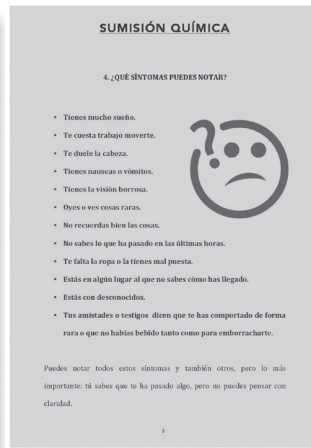 SUMISIÓN QUÍMICA
4. ¿QUÉ SÍNTOMAS PUEDES NOTAR?
• Tienes mucho sueño.
• Te cuesta trabajo moverte.
• Te duele la cabeza.
• Tienes nauseas o vómitos.
• Tienes la visión borrosa.
• Oyes o ves cosas raras.
• No recuerdas bien las cosas.
• No sabes lo que ha pasado en las últimas horas.
• Te falta la ropa o la tienes mal puesta.
• Estás en algún lugar al que no sabes cómo has llegado.
• Estás con desconocidos.
• Tus amistades o testigos dicen que te has comportado de forma
rara o que no habías bebido tanto como para emborracharte.
Puedes notar todos estos síntomas y también otros, pero lo más
importante: tú sabes que te ha pasado algo, pero no puedes pensar con
claridad.